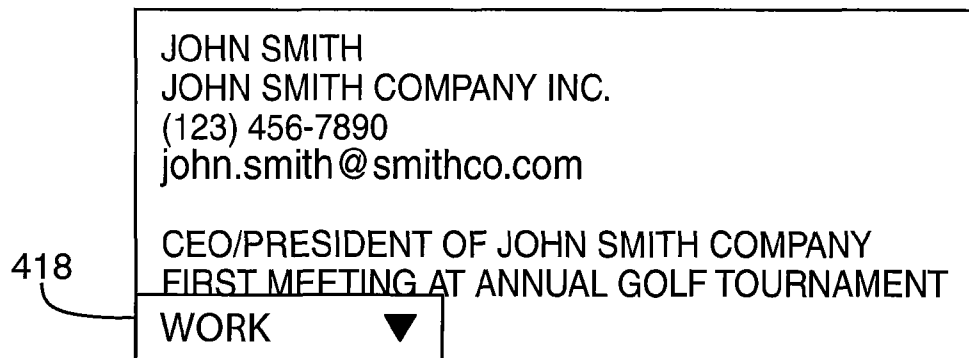 JOHN SMITH
JOHN SMITH COMPANY INC.
(123) 456-7890
john.smith@smithco.com
CEO/PRESIDENT OF JOHN SMITH COMPANY
418
FIRST MEETING AT ANNUAL GOLF TOURNAMENT
WORK ▼